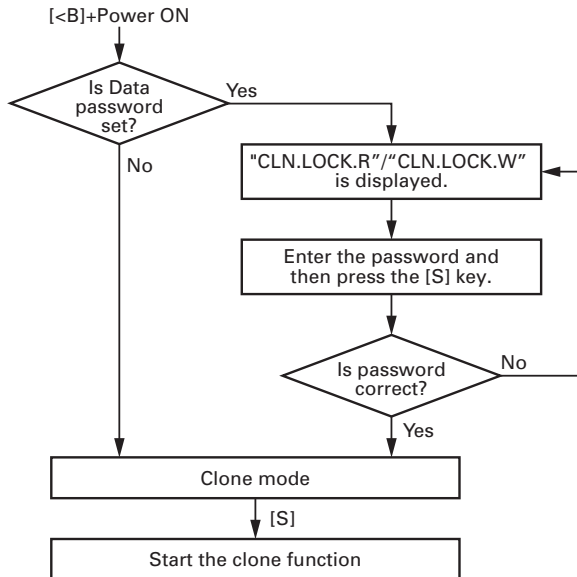 [<B]+Power ON
Is Data
password
set?
Yes
No
"CLN.LOCK.R”/“CLN.LOCK.W”
is displayed.
Enter the password and
then press the [S] key.
Is password
correct?
No
Yes
Clone mode
[S]
Start the clone function